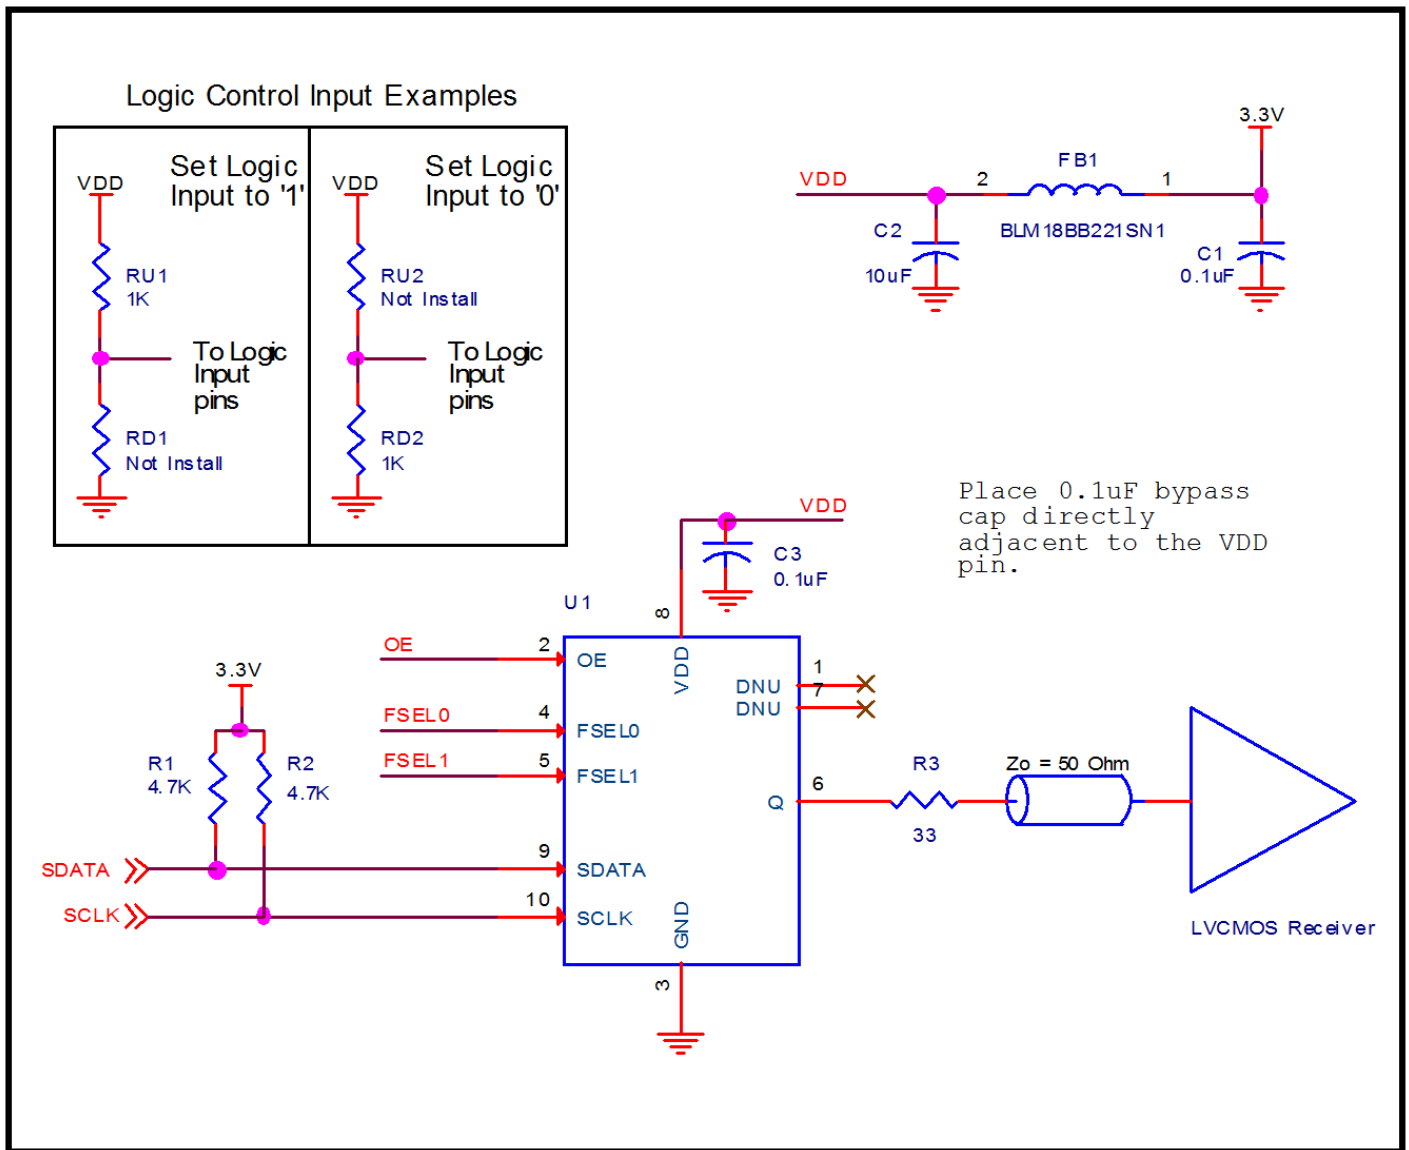 Logic Control Input Examples
Set Logic
Input to '1'
VDD
RU1
1K
To Logic
Input
pins
RD1
Not Install
Set Logic
Input to '0'
VDD
RU2
Not Install
To Logic
Input
pins
RD2
1K
3.3V
FB1
VDD
2
1
C2
10uF
BLM18BB221SN1
C1
0.1uF
Place 0.1uF bypass
cap directly
adjacent to the VDD
pin.
VDD
C3
0.1uF
U1
8
OE
2
OE
VDD
DNU
1
DNU
7
3.3V
FSEL0
4
FSEL0
FSEL1
5
FSEL1
R1
4.7K
R2
4.7K
Q
6
R3
33
Zo = 50 Ohm
SDATA
9
SDATA
SCLK
10
SCLK
GND
3
LVCMOS Receiver